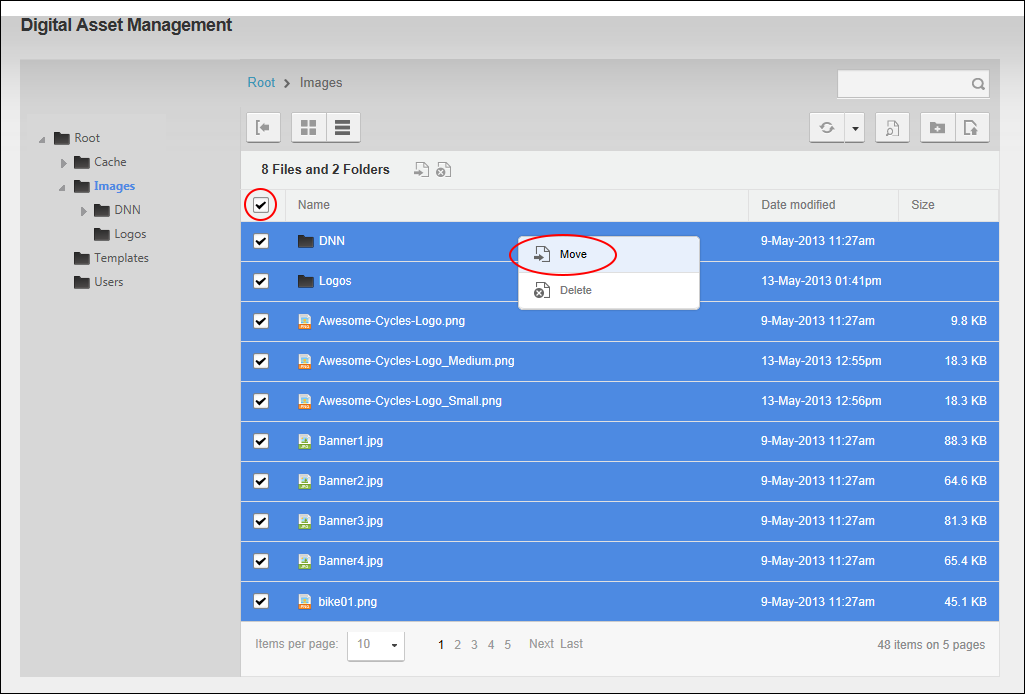 Digital Asset Management
Root > Images
Root
Cache
Images
DNN
Logos
Templates
Users
8 Files and 2 Folders
Name Date modified Size
DNN 9-May-2013 11:27am
Move
Logos 13-May-2013 01:41pm
Delete
Awesome-Cycles-Logo.png 9-May-2013 11:27am 9.8 KB
Awesome-Cycles-Logo_Medium.png 13-May-2013 12:55pm 18.3 KB
Awesome-Cycles-Logo_Small.png 13-May-2013 12:56pm 18.3 KB
Banner1.jpg 9-May-2013 11:27am 88.3 KB
Banner2.jpg 9-May-2013 11:27am 64.6 KB
Banner3.jpg 9-May-2013 11:27am 81.3 KB
Banner4.jpg 9-May-2013 11:27am 65.4 KB
bike01.png 9-May-2013 11:27am 45.1 KB
Items per page: 10 1 2 3 4 5 Next Last 48 items on 5 pages